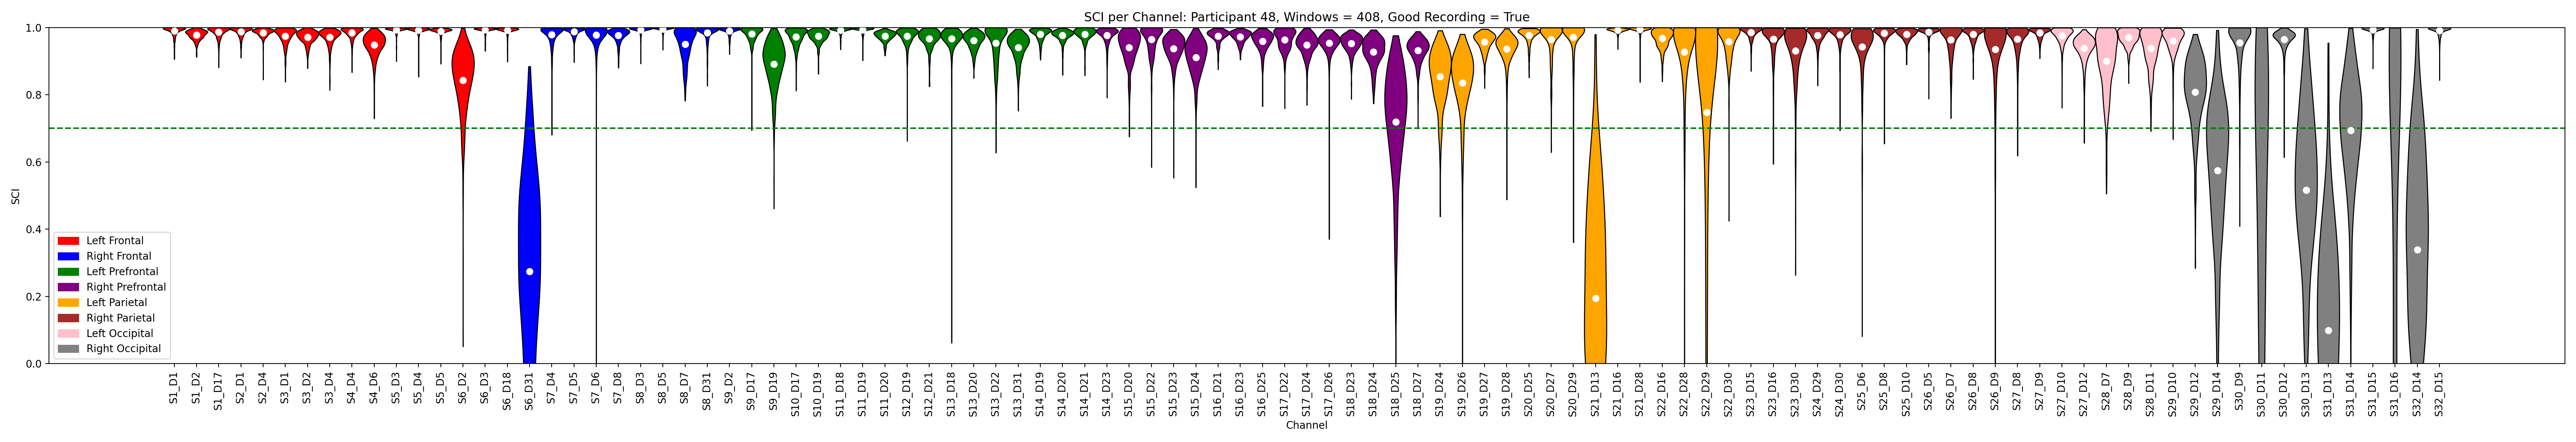 SCI per Channel: Participant 48, Windows = 408, Good Recording = True
SCI
1.0
0.8
0.6
0.4
0.2
0.0
Left Frontal
Right Frontal
Left Prefrontal
Right Prefrontal
Left Parietal
Right Parietal
Left Occipital
Right Occipital
S1_D1
S1_D2
S1_D17
S2_D1
S2_D4
S3_D1
S3_D2
S3_D4
S4_D4
S4_D6
S5_D3
S5_D4
S5_D5
S6_D2
S6_D3
S6_D18
S6_D31
S7_D4
S7_D5
S7_D6
S7_D8
S8_D3
S8_D5
S8_D7
S8_D31
S9_D2
S9_D17
S9_D19
S10_D17
S10_D19
S11_D18
S11_D19
S11_D20
S12_D19
S12_D21
S13_D18
S13_D20
S13_D22
S13_D31
S14_D19
S14_D20
S14_D21
S14_D23
S15_D20
S15_D22
S15_D23
S15_D24
S16_D21
S16_D23
S16_D25
S17_D22
S17_D24
S17_D26
S18_D23
S18_D24
S18_D25
S18_D27
S19_D24
S19_D26
S19_D27
S19_D28
S20_D25
S20_D27
S20_D29
S21_D13
S21_D16
S21_D28
S22_D16
S22_D28
S22_D29
S22_D30
S23_D15
S23_D16
S23_D30
S24_D29
S24_D30
S25_D6
S25_D8
S25_D10
S26_D5
S26_D7
S26_D8
S26_D9
S27_D8
S27_D9
S27_D10
S27_D12
S28_D7
S28_D9
S28_D11
S29_D10
S29_D12
S29_D14
S30_D9
S30_D11
S30_D12
S30_D13
S31_D13
S31_D14
S31_D15
S31_D16
S32_D14
S32_D15
Channel